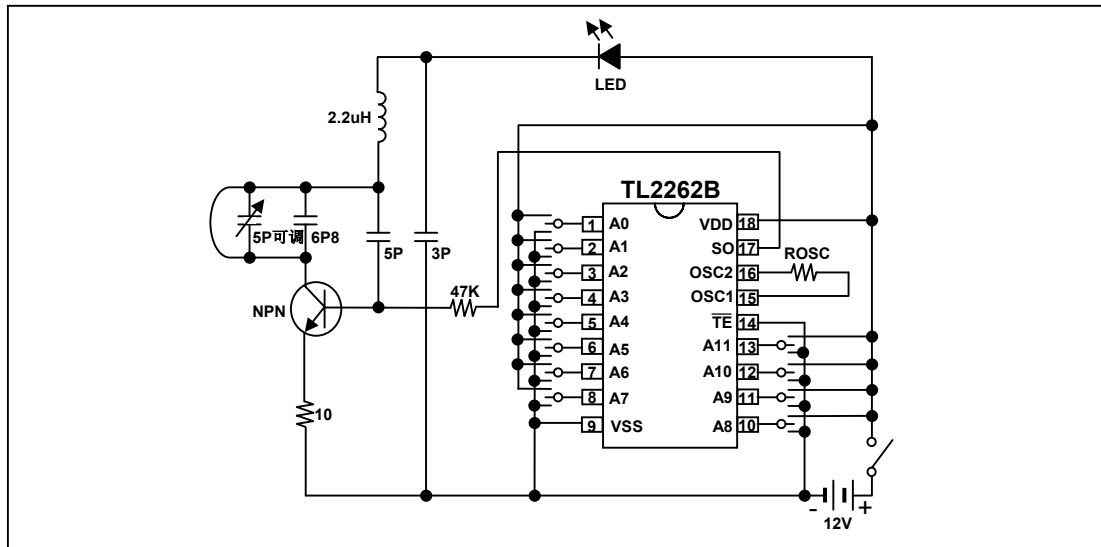 LED
2.2uH
TL2262B
5P可调
6P8
5P
3P
47K
NPN
10
1 A0
2 A1
3 A2
4 A3
5 A4
6 A5
7 A6
8 A7
9 VSS
VDD 18
SO 17
OSC2 16
OSC1 15
TE 14
A11 13
A10 12
A9 11
A8 10
ROSC
- +
12V